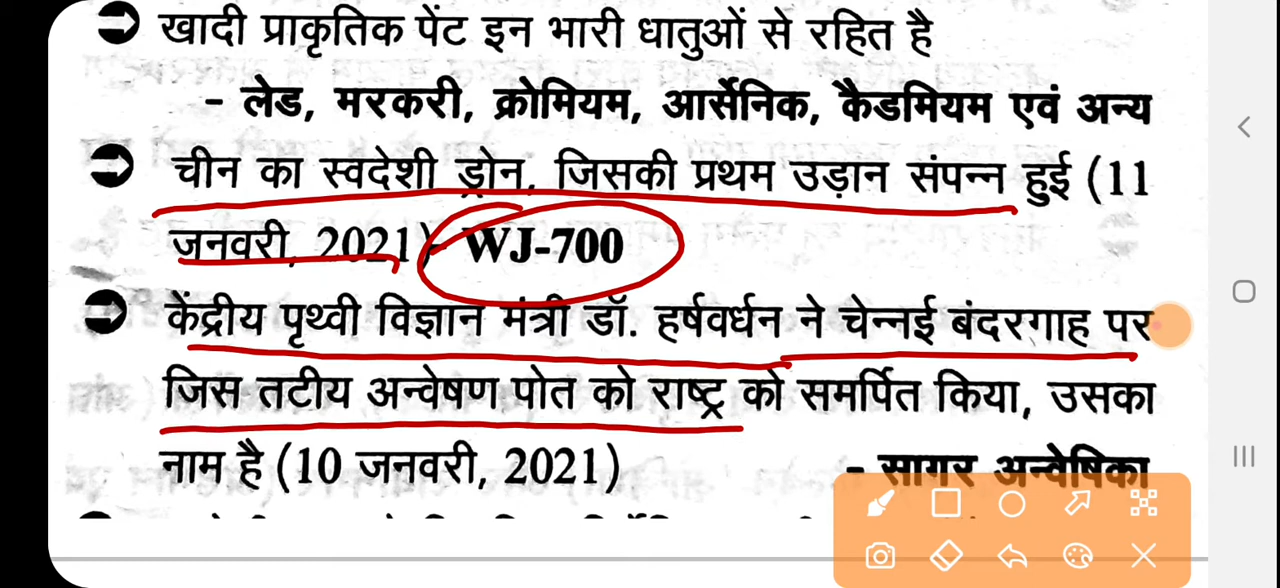 खादी प्राकृतिक पेंट इन भारी धातुओं से रहित है
- लेड, मरकरी, क्रोमियम, आर्सेनिक, कैडमियम एवं अन्य
चीन का स्वदेशी ड्रोन, जिसकी प्रथम उड़ान संपन्न हुई (11
जनवरी, 2021)- WJ-700
केंद्रीय पृथ्वी विज्ञान मंत्री डॉ. हर्षवर्धन ने चेन्नई बंदरगाह पर
जिस तटीय अन्वेषण पोत को राष्ट्र को समर्पित किया, उसका
नाम है (10 जनवरी, 2021) - सागर अन्वेषिका